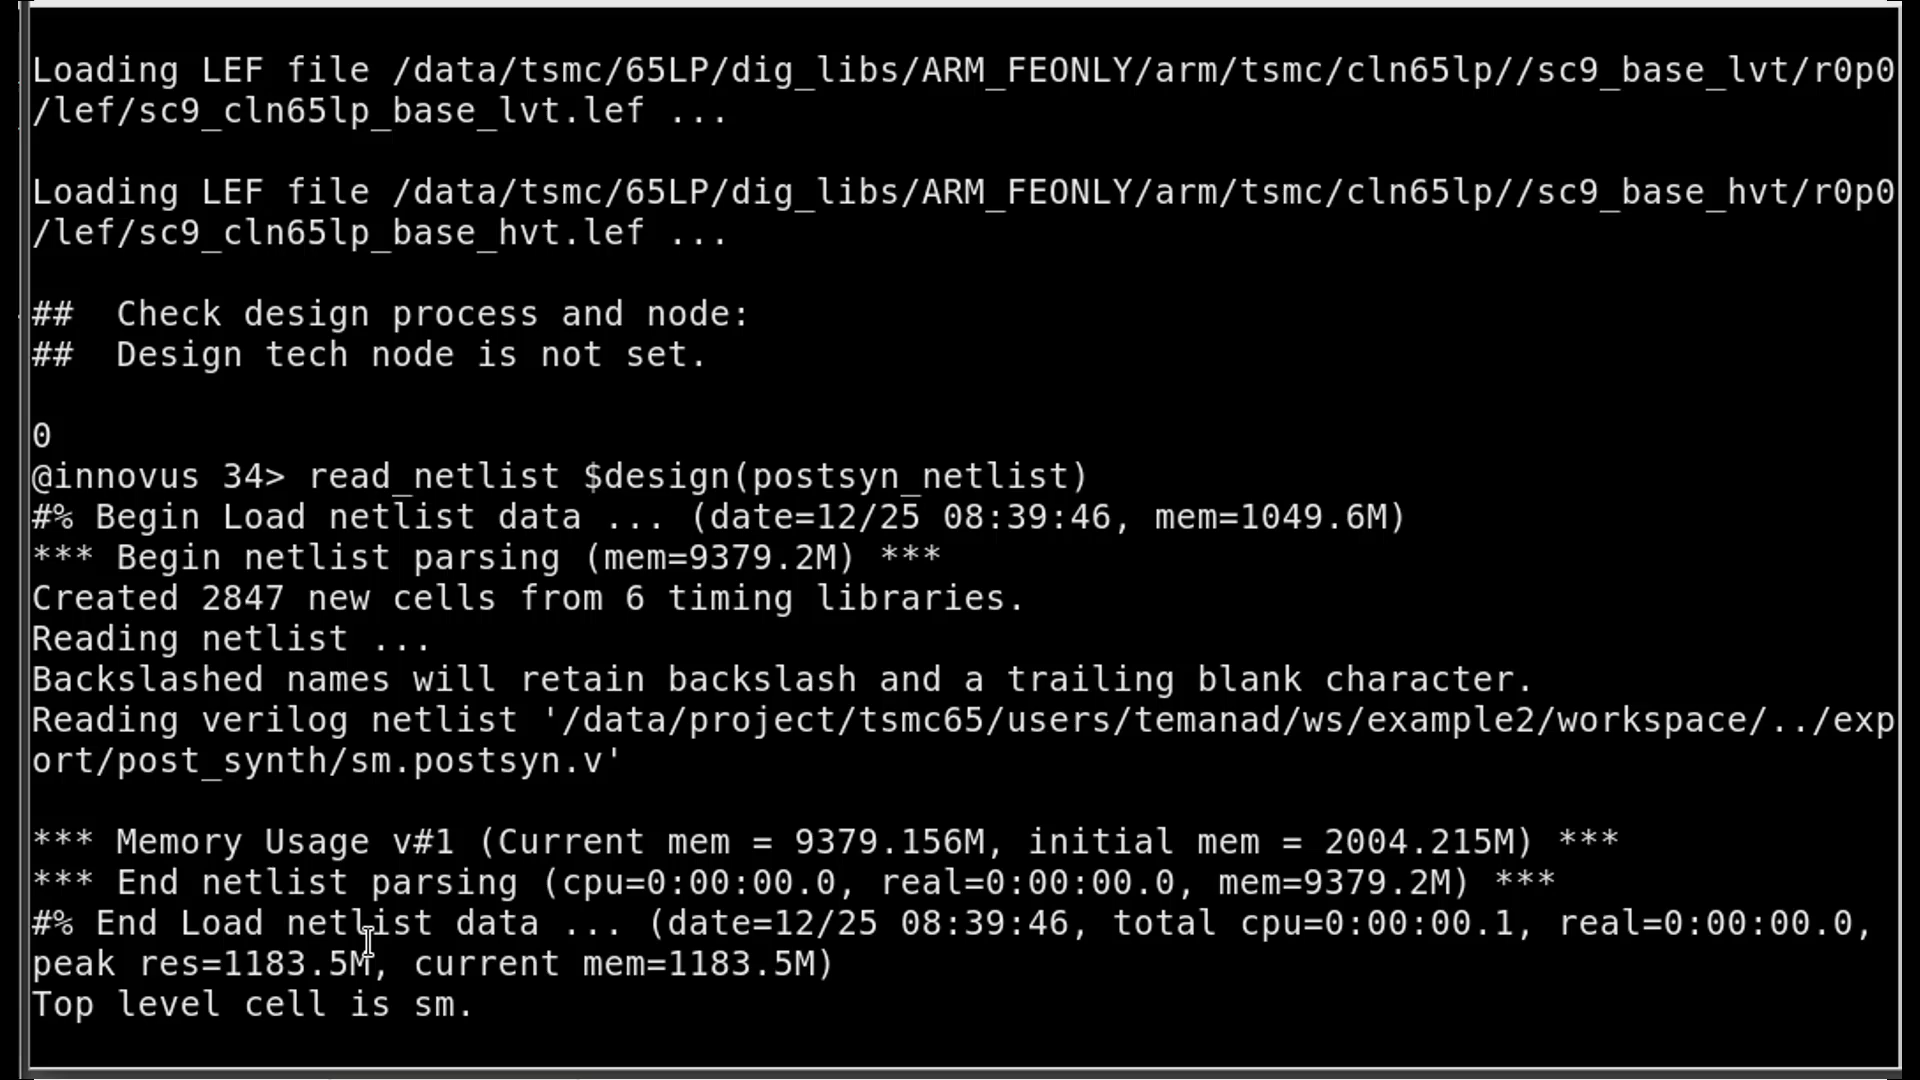 Loading LEF file /data/tsmc/65LP/dig_libs/ARM_FEONLY/arm/tsmc/cln65lp//sc9_base_lvt/r0p0
/lef/sc9_cln65lp_base_lvt.lef ...
Loading LEF file /data/tsmc/65LP/dig_libs/ARM_FEONLY/arm/tsmc/cln65lp//sc9_base_hvt/r0p0
/lef/sc9_cln65lp_base_hvt.lef ...
##  Check design process and node:
##  Design tech node is not set.
0
@innovus 34> read_netlist $design(postsyn_netlist)
#% Begin Load netlist data ... (date=12/25 08:39:46, mem=1049.6M)
*** Begin netlist parsing (mem=9379.2M) ***
Created 2847 new cells from 6 timing libraries.
Reading netlist ...
Backslashed names will retain backslash and a trailing blank character.
Reading verilog netlist '/data/project/tsmc65/users/temanad/ws/example2/workspace/../exp
ort/post_synth/sm.postsyn.v'
*** Memory Usage v#1 (Current mem = 9379.156M, initial mem = 2004.215M) ***
*** End netlist parsing (cpu=0:00:00.0, real=0:00:00.0, mem=9379.2M) ***
#% End Load netlist data ... (date=12/25 08:39:46, total cpu=0:00:00.1, real=0:00:00.0,
peak res=1183.5M, current mem=1183.5M)
Top level cell is sm.